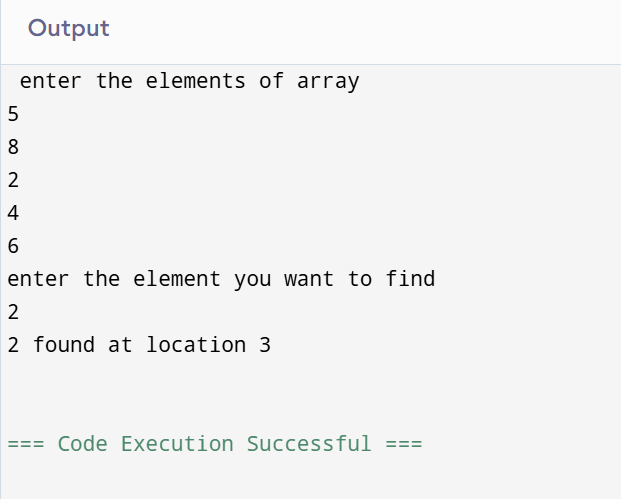 Output
enter the elements of array
5
8
2
4
6
enter the element you want to find
2
2 found at location 3
=== Code Execution Successful ===